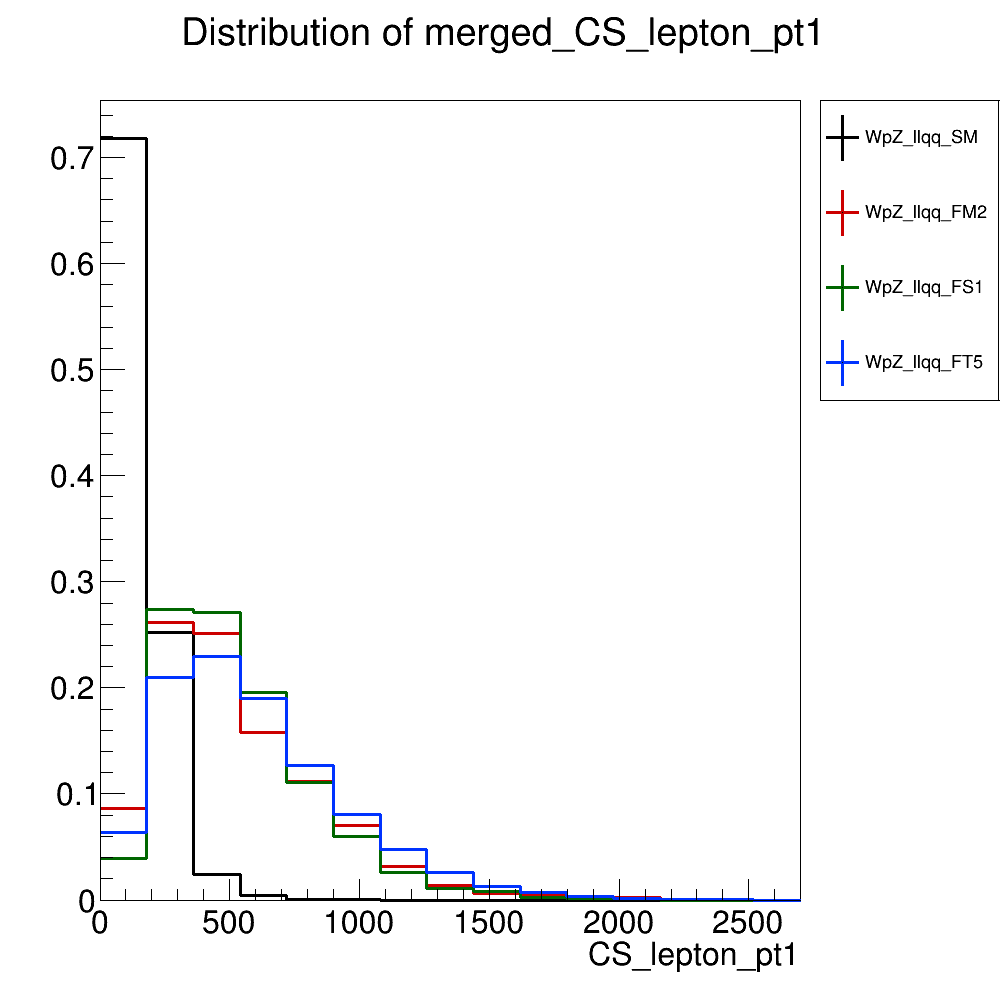 Distribution of merged_CS_lepton_pt1
WpZ_llqq_SM
WpZ_llqq_FM2
WpZ_llqq_FS1
WpZ_llqq_FT5
0.7
0.6
0.5
0.4
0.3
0.2
0.1
0
0 500 1000 1500 2000 2500
CS_lepton_pt1